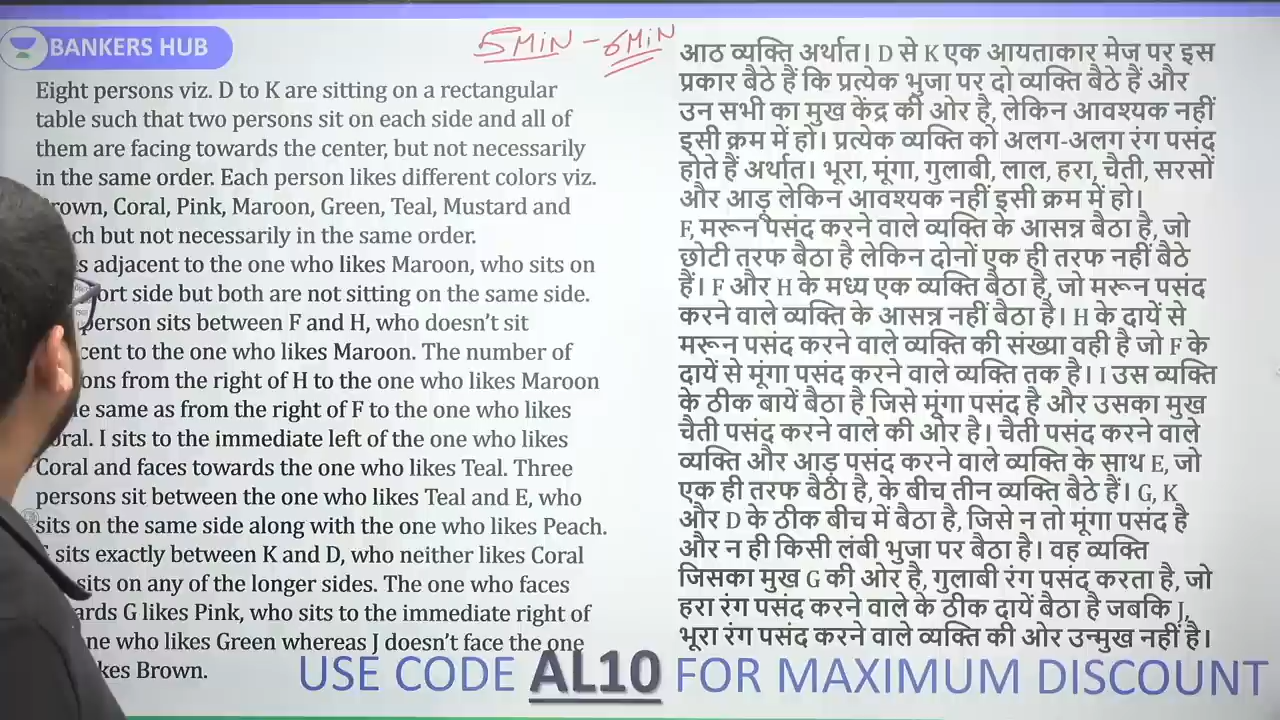 BANKERS HUB
5 MIN - 6 MIN
Eight persons viz. D to K are sitting on a rectangular
table such that two persons sit on each side and all of
them are facing towards the center, but not necessarily
in the same order. Each person likes different colors viz.
Coral, Pink, Maroon, Green, Teal, Mustard and
but not necessarily in the same order.
adjacent to the one who likes Maroon, who sits on
side but both are not sitting on the same side.
person sits between F and H, who doesn't sit
to the one who likes Maroon. The number of
from the right of H to the one who likes Maroon
same as from the right of F to the one who likes
I sits to the immediate left of the one who likes
Coral and faces towards the one who likes Teal. Three
persons sit between the one who likes Teal and E, who
sits on the same side along with the one who likes Peach.
sits exactly between K and D, who neither likes Coral
sits on any of the longer sides. The one who faces
G likes Pink, who sits to the immediate right of
who likes Green whereas J doesn't face the one
Brown.
आठ व्यक्ति अर्थात। D से K एक आयताकार मेज पर इस
प्रकार बैठे हैं कि प्रत्येक भुजा पर दो व्यक्ति बैठे हैं और
उन सभी का मुख केंद्र की ओर है, लेकिन आवश्यक नहीं
इसी क्रम में हो। प्रत्येक व्यक्ति को अलग-अलग रंग पसंद
होते हैं अर्थात। भूरा, मूंगा, गुलाबी, लाल, हरा, चैती, सरसों
और आड़ू लेकिन आवश्यक नहीं इसी क्रम में हो।
F, मरून पसंद करने वाले व्यक्ति के आसन्न बैठा है, जो
छोटी तरफ बैठा है लेकिन दोनों एक ही तरफ नहीं बैठे
हैं। F और H के मध्य एक व्यक्ति बैठा है, जो मरून पसंद
करने वाले व्यक्ति के आसन्न नहीं बैठा है। H के दायें से
मरून पसंद करने वाले व्यक्ति की संख्या वही है जो F के
दायें से मूंगा पसंद करने वाले व्यक्ति तक है। I उस व्यक्ति
के ठीक बायें बैठा है जिसे मूंगा पसंद है और उसका मुख
चैती पसंद करने वाले की ओर है। चैती पसंद करने वाले
व्यक्ति और आड़ू पसंद करने वाले व्यक्ति के साथ E, जो
एक ही तरफ बैठा है, के बीच तीन व्यक्ति बैठे हैं। G, K
और D के ठीक बीच में बैठा है, जिसे न तो मूंगा पसंद है
और न ही किसी लंबी भुजा पर बैठा है। वह व्यक्ति
जिसका मुख G की ओर है, गुलाबी रंग पसंद करता है, जो
हरा रंग पसंद करने वाले के ठीक दायें बैठा है जबकि J,
भूरा रंग पसंद करने वाले व्यक्ति की ओर उन्मुख नहीं है।
USE CODE AL10 FOR MAXIMUM DISCOUNT